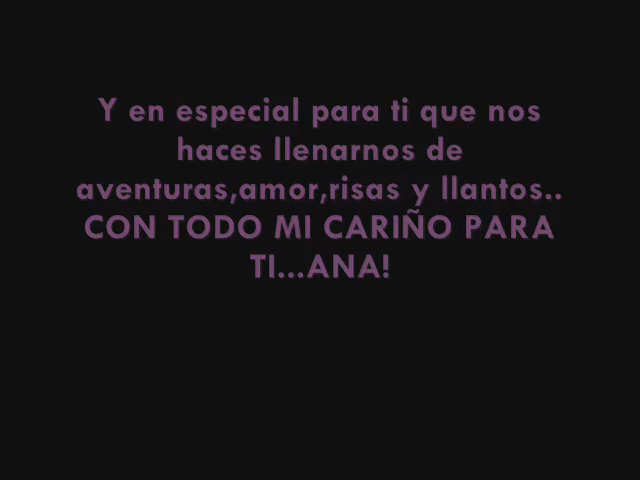 Y en especial para ti que nos
haces llenarnos de
aventuras,amor,risas y llantos..
CON TODO MI CARIÑO PARA
TI...ANA!